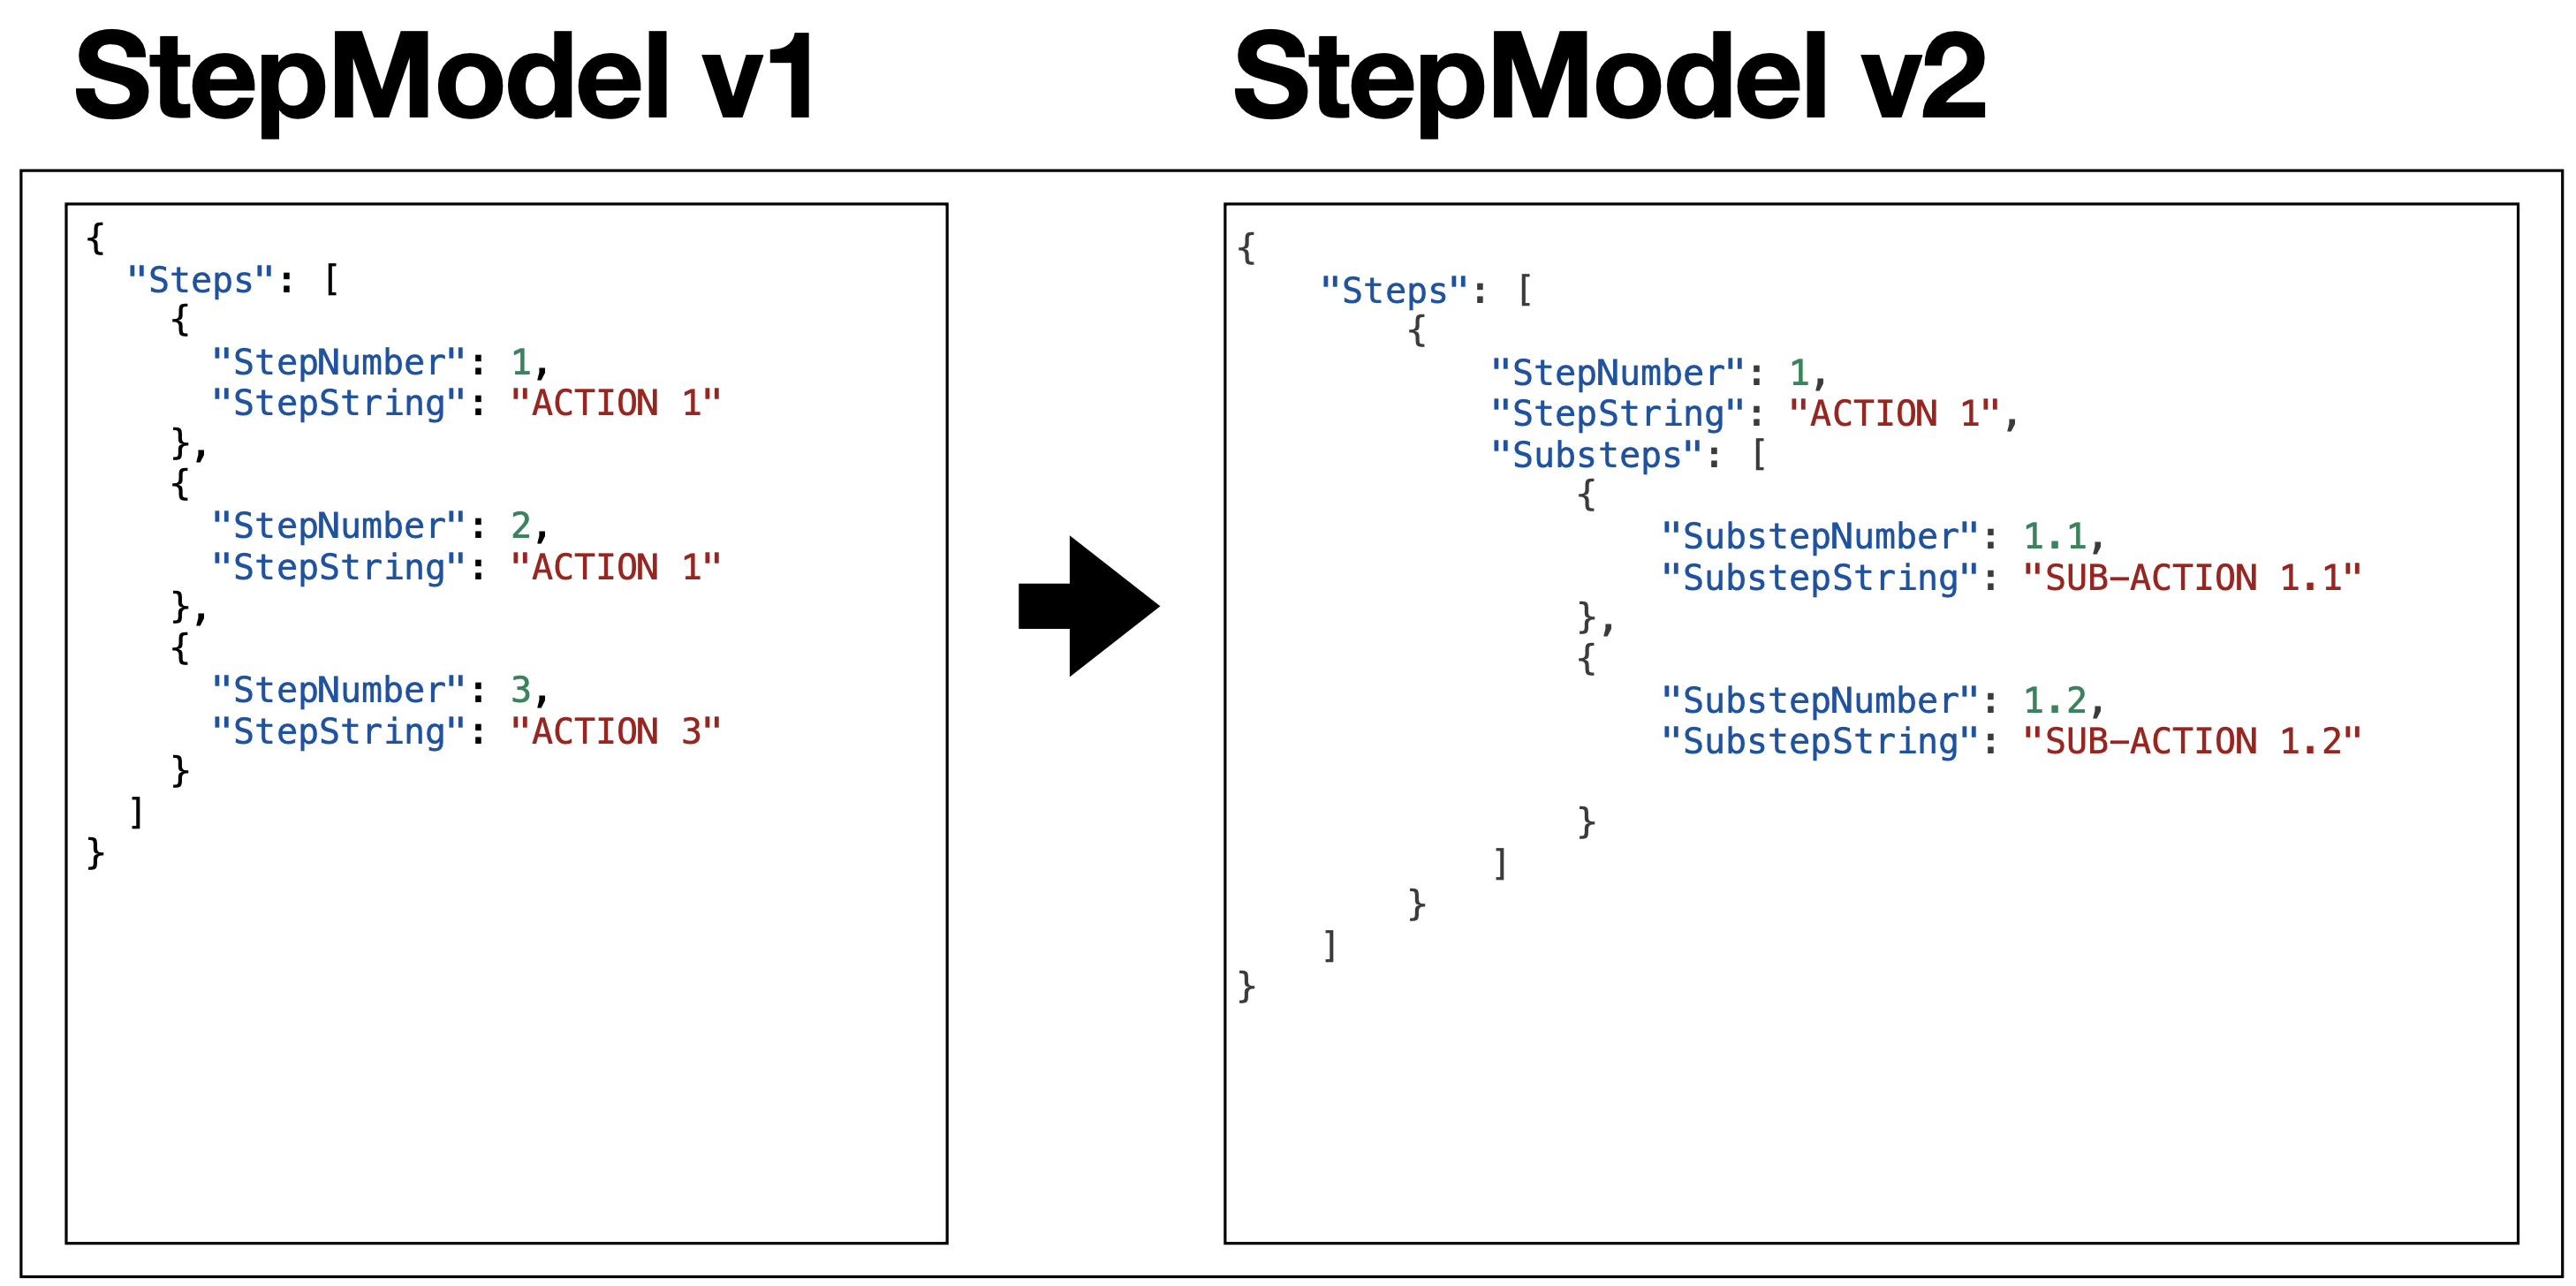 StepModel v1
{
  "Steps": [
    {
      "StepNumber": 1,
      "StepString": "ACTION 1"
    },
    {
      "StepNumber": 2,
      "StepString": "ACTION 1"
    },
    {
      "StepNumber": 3,
      "StepString": "ACTION 3"
    }
  ]
}
StepModel v2
{
    "Steps": [
        {
            "StepNumber": 1,
            "StepString": "ACTION 1",
            "Substeps": [
                {
                    "SubstepNumber": 1.1,
                    "SubstepString": "SUB-ACTION 1.1"
                },
                {
                    "SubstepNumber": 1.2,
                    "SubstepString": "SUB-ACTION 1.2"
                }
            ]
        }
    ]
}